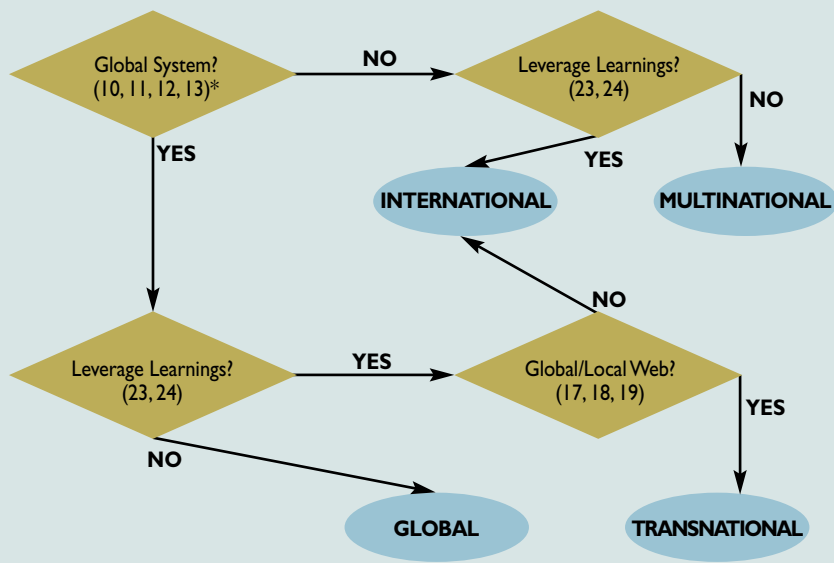 Global System?
(10, 11, 12, 13)*
NO
Leverage Learnings?
(23, 24)
NO
YES
YES
INTERNATIONAL
MULTINATIONAL
NO
Leverage Learnings?
(23, 24)
YES
Global/Local Web?
(17, 18, 19)
YES
NO
GLOBAL
TRANSNATIONAL